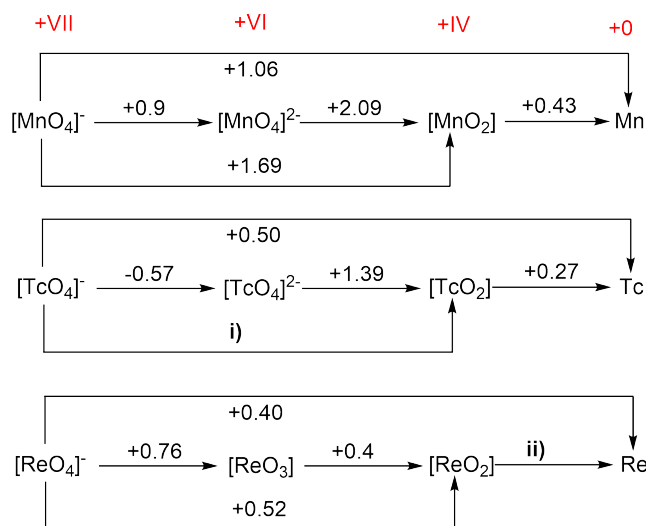 +VII +VI +IV +0
+1.06
[MnO4]- +0.9 [MnO4]2- +2.09 [MnO2] +0.43 Mn
+1.69
+0.50
[TcO4]- -0.57 [TcO4]2- +1.39 [TcO2] +0.27 Tc
i)
+0.40
[ReO4]- +0.76 [ReO3] +0.4 [ReO2] ii) Re
+0.52